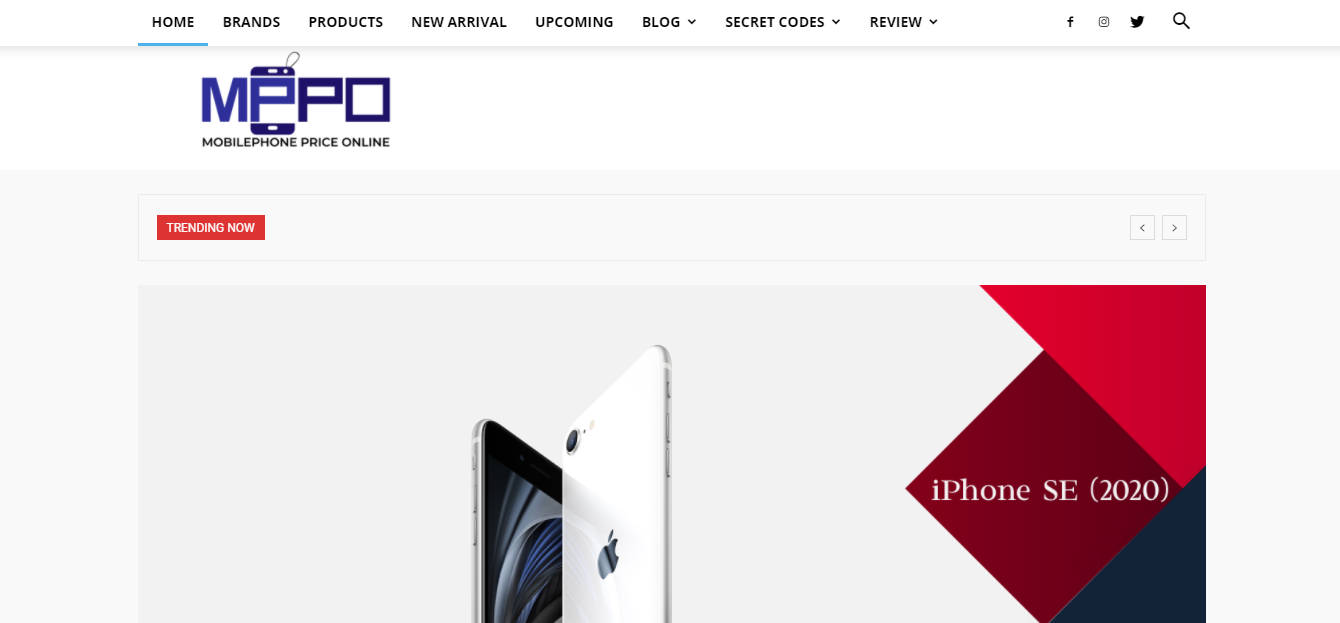 HOME BRANDS PRODUCTS NEW ARRIVAL UPCOMING BLOG SECRET CODES REVIEW
MPPO
MOBILEPHONE PRICE ONLINE
TRENDING NOW
iPhone SE (2020)